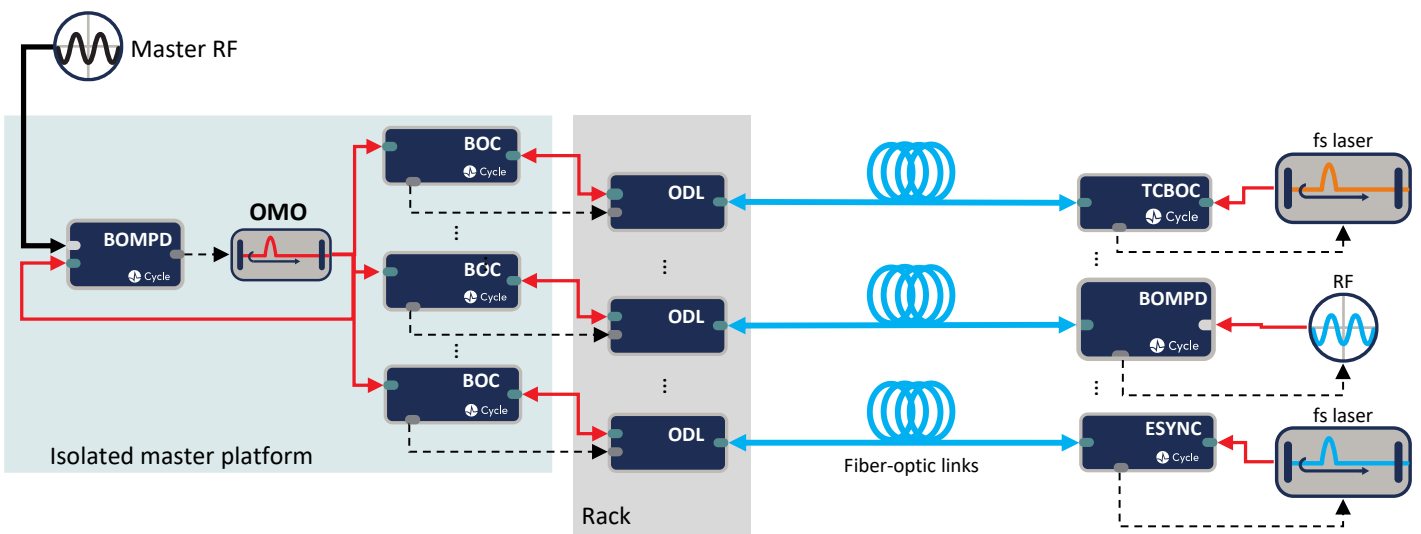 Master RF
BOC
Cycle
ODL
fs laser
TCBOC
Cycle
OMO
BOMPD
Cycle
BOC
Cycle
ODL
RF
BOMPD
Cycle
BOC
Cycle
ODL
fs laser
ESYNC
Cycle
Isolated master platform
Fiber-optic links
Rack